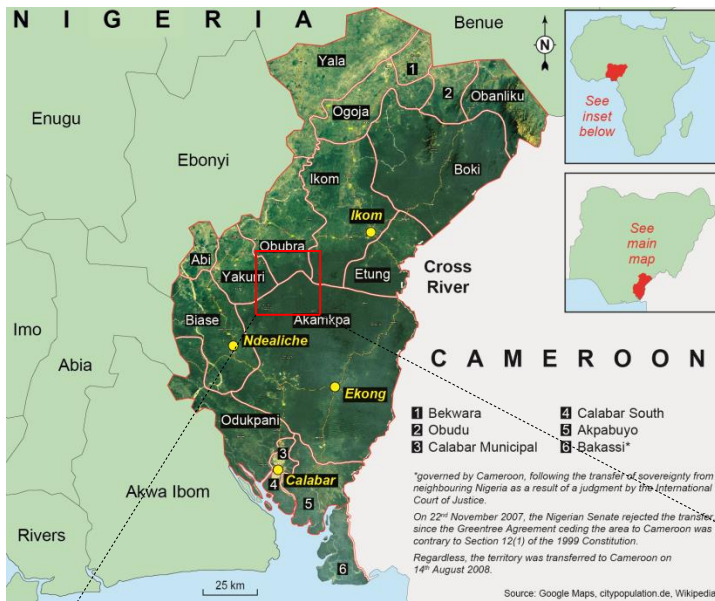 N I G E R I A
Benue
N
Yala
1
2
Obanliku
Enugu
Ogoja
See
inset
below
Ebonyi
Boki
Ikom
Ikom
Obubra
Abi
Yakurri
Etung
Cross
River
See
main
map
Imo
Biase
Akamkpa
Abia
Ndealiche
C A M E R O O N
Ekong
Odukpani
1 Bekwara
2 Obudu
3 Calabar Municipal
4 Calabar South
5 Akpabuyo
6 Bakassi*
3
Calabar
4
5
Akwa Ibom
Rivers
6
25 km
*governed by Cameroon, following the transfer of sovereignty from
neighbouring Nigeria as a result of a judgment by the International
Court of Justice.
On 22nd November 2007, the Nigerian Senate rejected the transfer,
since the Greentree Agreement ceding the area to Cameroon was
contrary to Section 12(1) of the 1999 Constitution.
Regardless, the territory was transferred to Cameroon on
14th August 2008.
Source: Google Maps, citypopulation.de, Wikipedia